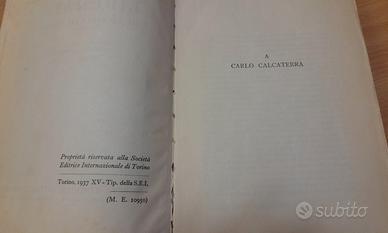 Proprietà riservata alla Società
Editrice Internazionale di Torino
Torino, 1937 XV - Tip. della S.E.I.
(M. E. 10950)
A
CARLO CALCATERRA
subito